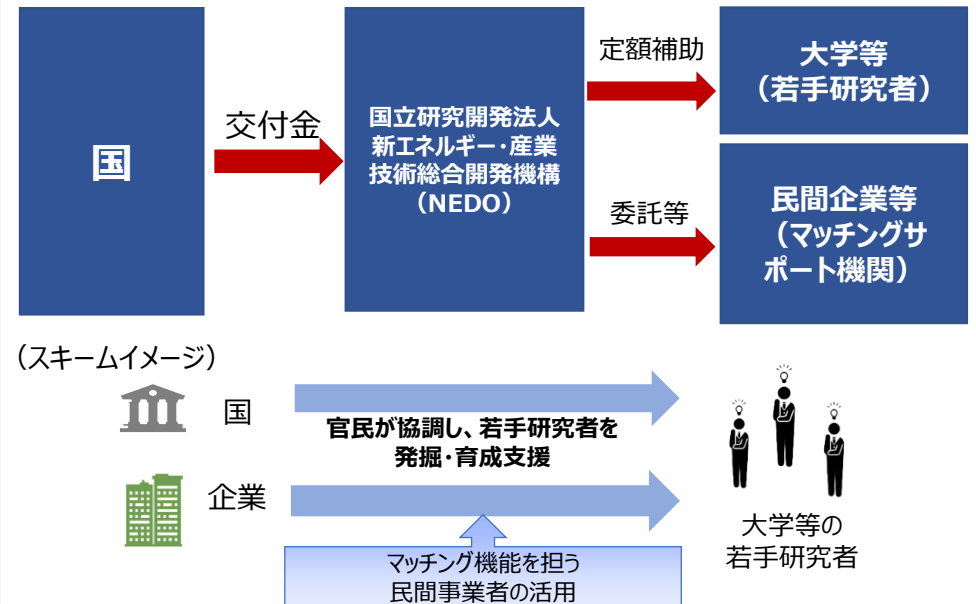 国
交付金
国立研究開発法人
新エネルギー・産業
技術総合開発機構
（NEDO）
定額補助
大学等
（若手研究者）
委託等
民間企業等
（マッチングサ
ポート機関）
（スキームイメージ）
国
官民が協調し、若手研究者を
発掘・育成支援
企業
マッチング機能を担う
民間事業者の活用
大学等の
若手研究者